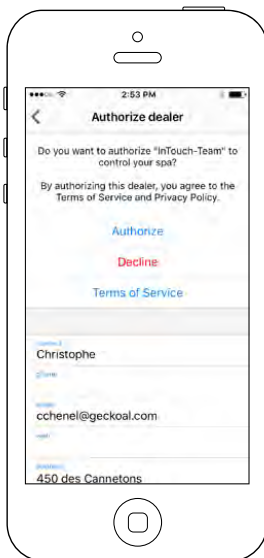 2:53 PM
Authorize dealer
Do you want to authorize "InTouch-Team" to
control your spa?
By authorizing this dealer, you agree to the
Terms of Service and Privacy Policy.
Authorize
Decline
Terms of Service
Christophe
phone
cchenel@geckoal.com
450 des Cannetons